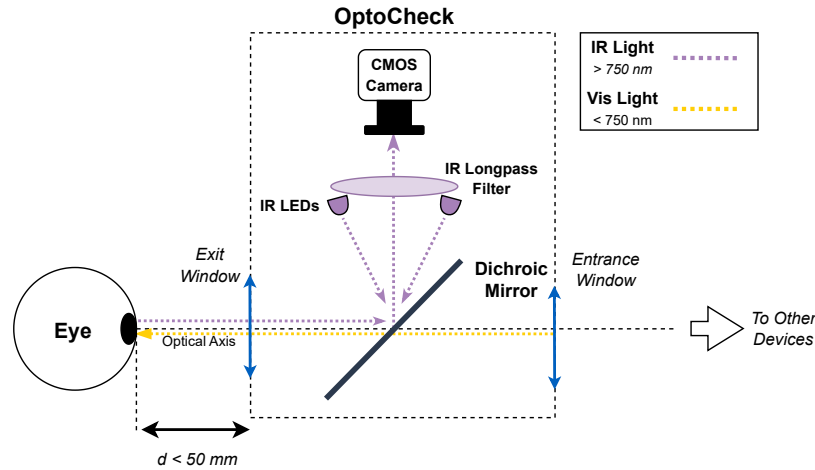 OptoCheck
CMOS
Camera
IR Light
> 750 nm
Vis Light
< 750 nm
IR Longpass
Filter
IR LEDs
Exit
Window
Dichroic
Mirror
Entrance
Window
Eye
Optical Axis
To Other
Devices
d < 50 mm